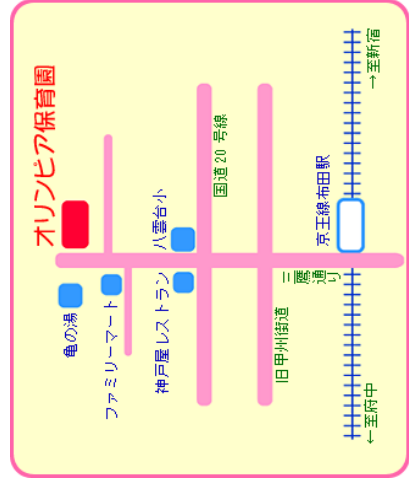 オリンピア保育園
亀の湯
ファミリーマート
八雲台小
神戸屋レストラン
国道20 号線
旧甲州街道
三鷹通り
京王線布田駅
→至新宿
←至府中